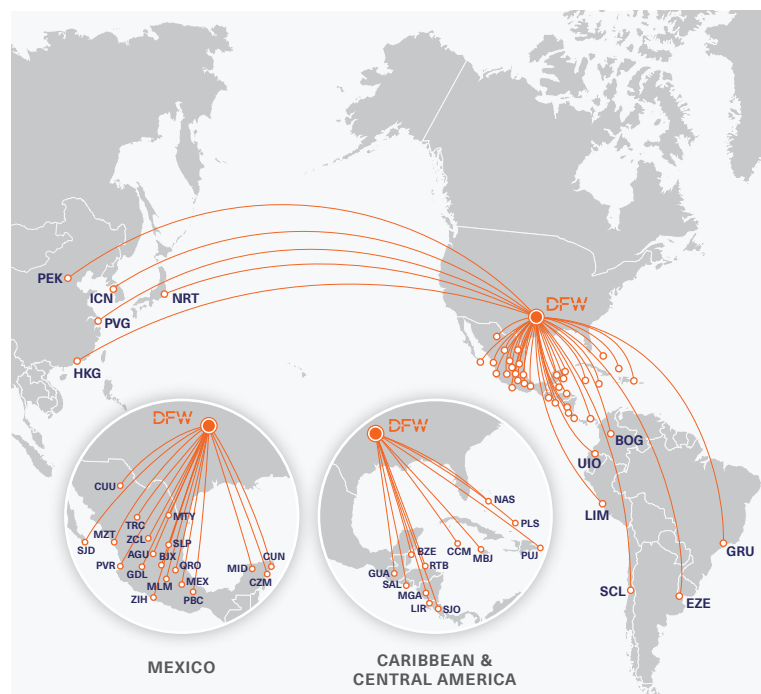 PEK
ICN
NRT
PVG
HKG
DFW
BOG
UIO
LIM
GRU
SCL
EZE
DFW
CUU
TRC
MTY
MZT
ZCL
SJD
AGU
BJX
SLP
PVR
GDL
QRO
MLM
MEX
ZIH
PBC
MID
CUN
CZM
MEXICO
DFW
NAS
PLS
PUJ
CCM
MBJ
BZE
RTB
GUA
SAL
MGA
LIR
SJO
CARIBBEAN &
CENTRAL AMERICA